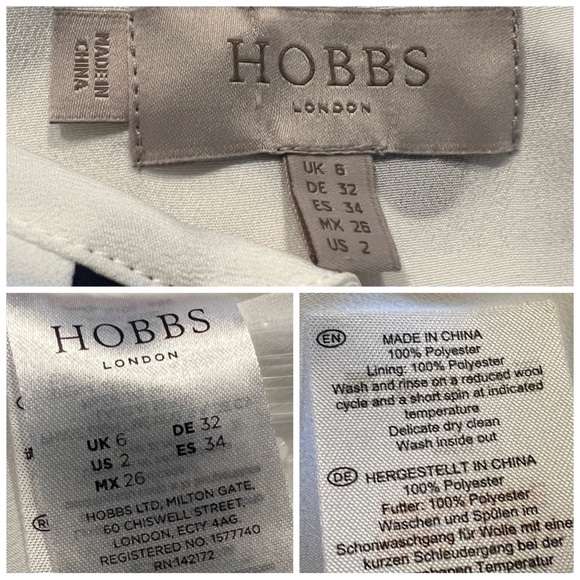 MADE IN
CHINA
HOBBS
LONDON
UK 6
DE 32
ES 34
MX 26
US 2
HOBBS
LONDON
UK 6 DE 32
US 2 ES 34
MX 26
HOBBS LTD, MILTON GATE,
60 CHISWELL STREET,
LONDON, EC1Y 4AG.
REGISTERED NO. 1577740
RN:142172
EN MADE IN CHINA
100% Polyester
Lining: 100% Polyester
Wash and rinse on a reduced wool
cycle and a short spin at indicated
temperature
Delicate dry clean
Wash inside out
DE HERGESTELLT IN CHINA
100% Polyester
Futter: 100% Polyester
Waschen und Spülen im
Schonwaschgang für Wolle mit eine
kurzen Schleudergang bei der
benen Temperatur